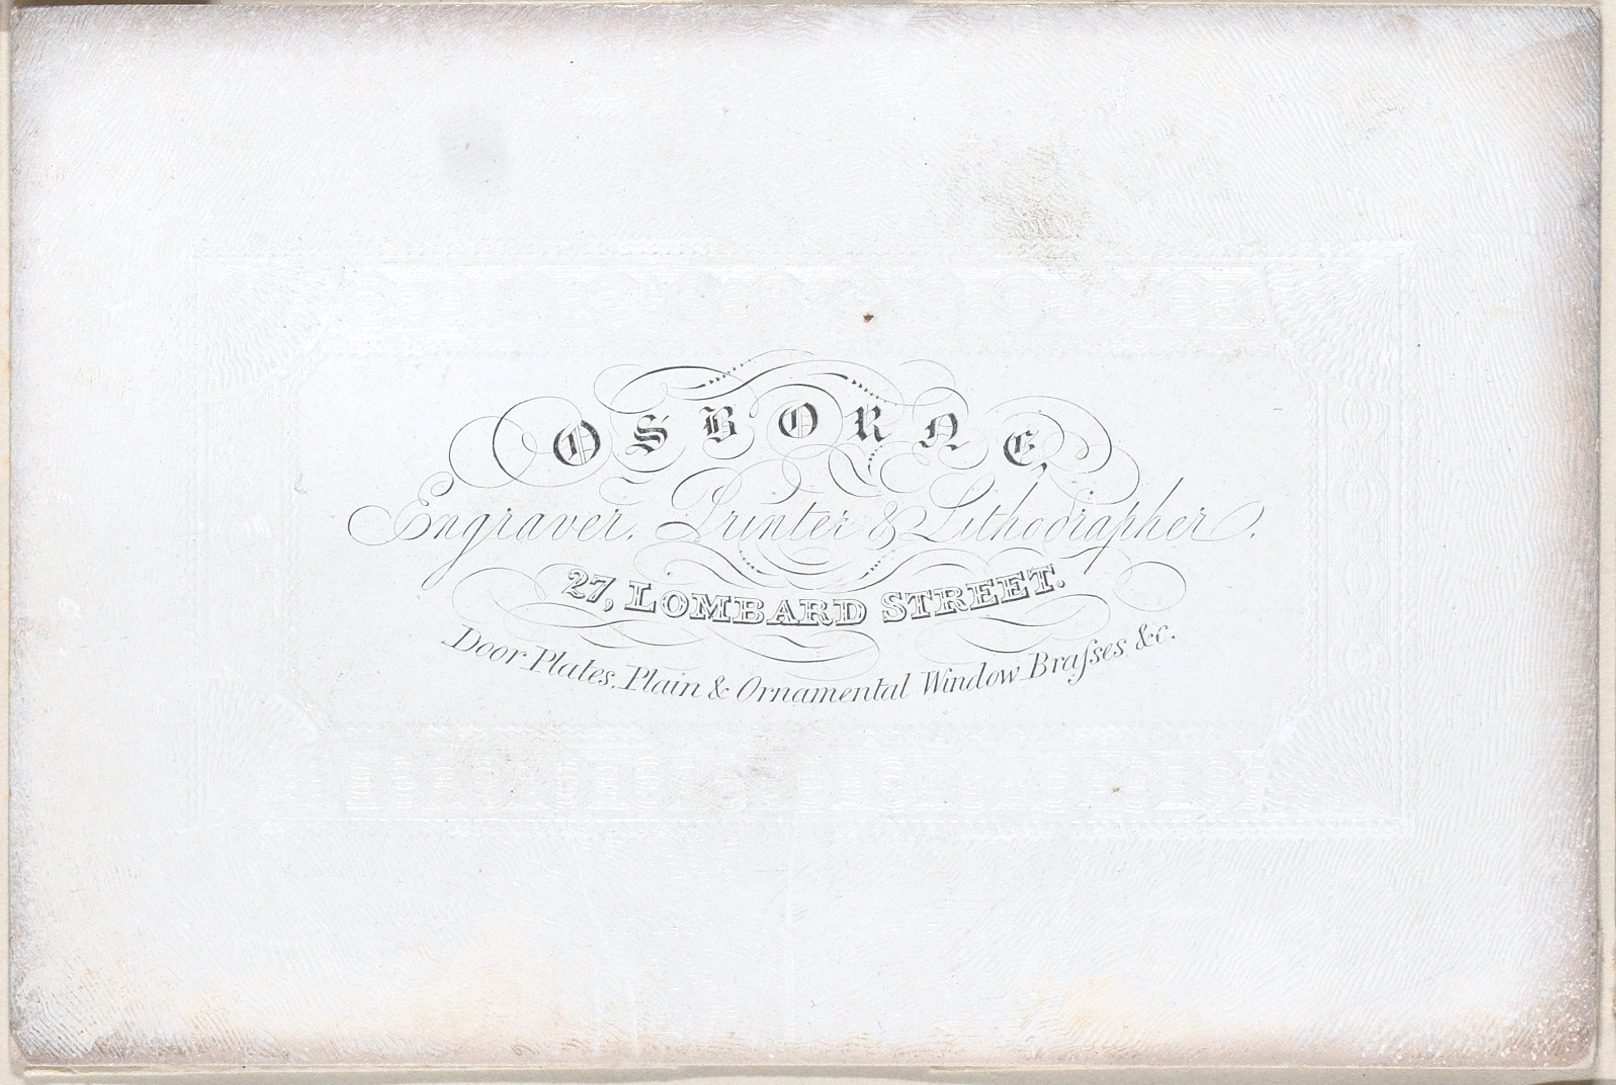 OSBORNE,
Engraver, Printer & Lithographer.
27, LOMBARD STREET.
Door Plates, Plain & Ornamental Window Braſses &c.